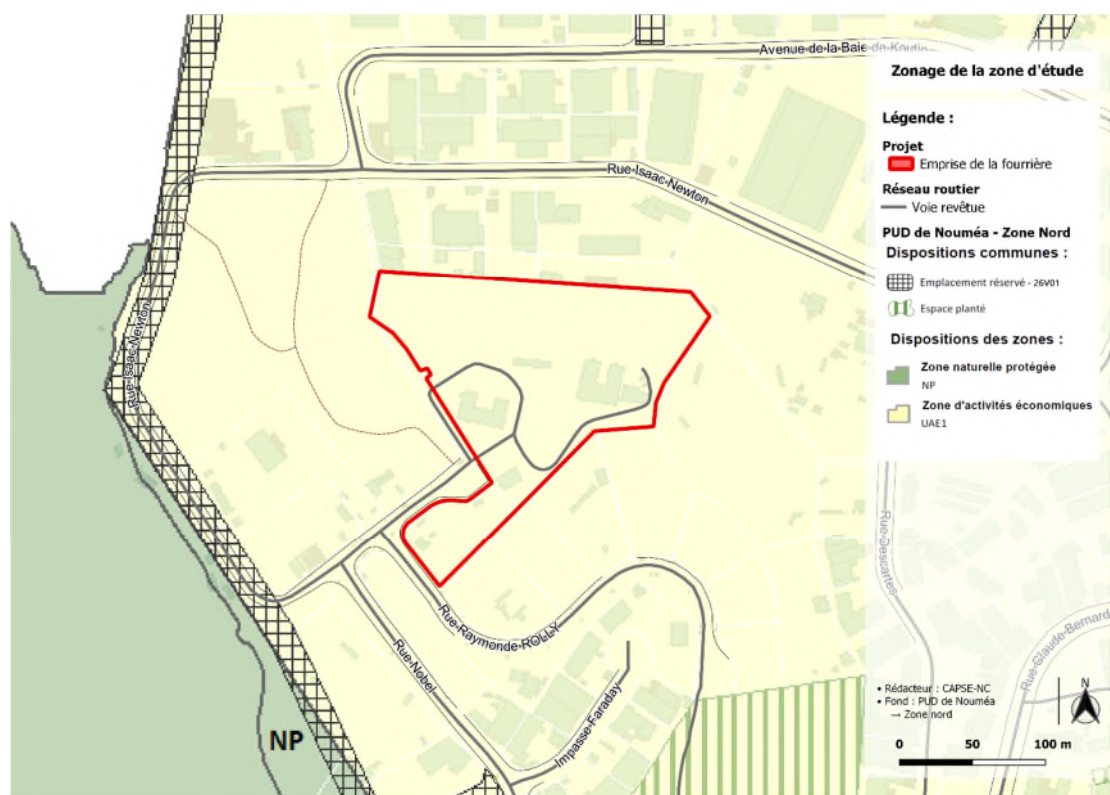 Avenue-de-la-Baie-de-Koutio
Zonage de la zone d'étude
Légende :
Projet
Emprise de la fourrière
Réseau routier
Voie revêtue
PUD de Nouméa - Zone Nord
Dispositions communes :
Emplacement réservé - 26V01
Espace planté
Dispositions des zones :
Zone naturelle protégée
NP
Zone d'activités économiques
UAE1
Rue-Isaac-Newton
Rue-Isaac-Newton
Rue-Raymonde-ROLLY
Rue-Nobel
Impasse-Faraday
Rue-Descartes
Rue-Claude-Bernard
NP
• Rédacteur : CAPSE-NC
• Fond : PUD de Nouméa
→ Zone nord
N
0 50 100 m